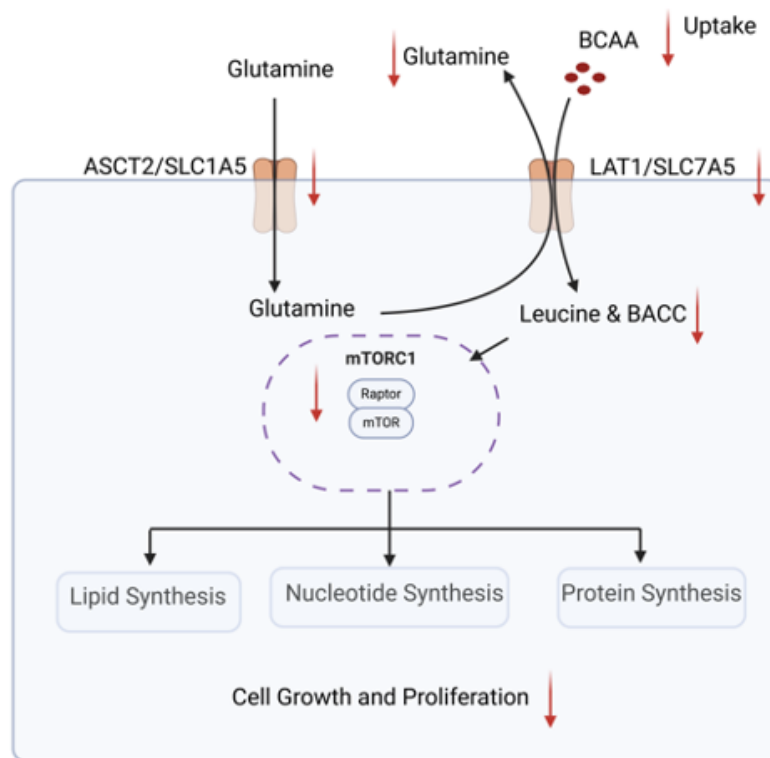 Uptake
BCAA
Glutamine
Glutamine
ASCT2/SLC1A5
LAT1/SLC7A5
Glutamine
Leucine & BACC
mTORC1
Raptor
mTOR
Lipid Synthesis
Nucleotide Synthesis
Protein Synthesis
Cell Growth and Proliferation